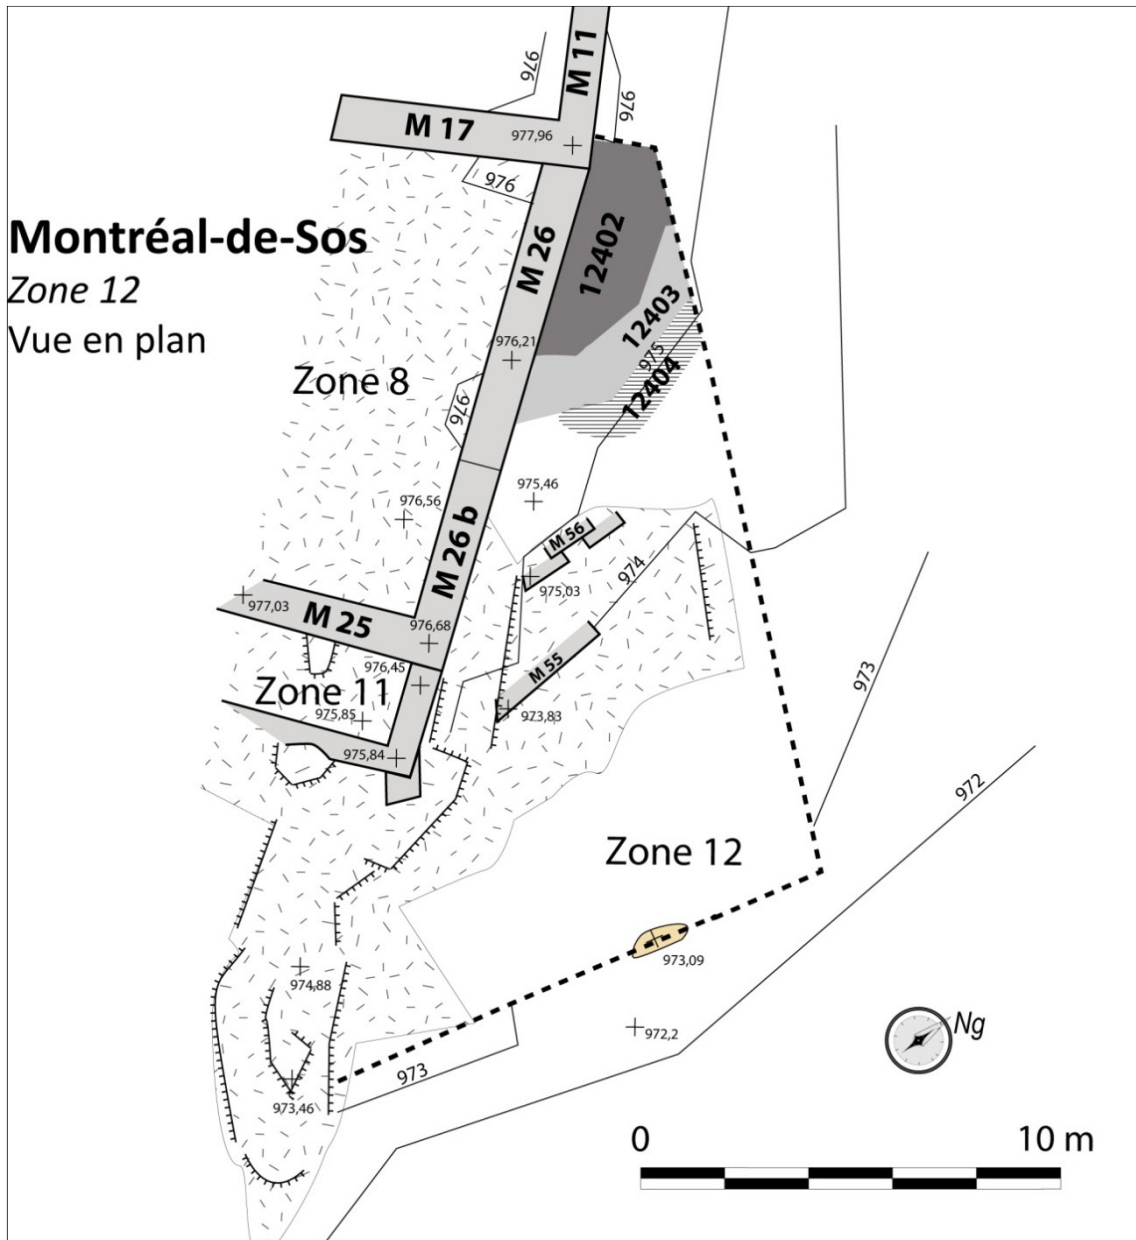 M 11
976
976
M 17
977,96
976
Montréal-de-Sos
Zone 12
Vue en plan
12402
M 26
12403
976,21
975
Zone 8
12404
976
975,46
976,56
M 56
M 26 b
974
975,03
977,03
M 25
976,68
976,45
M 55
973
Zone 11
975,85
973,83
975,84
972
Zone 12
973,09
974,88
972,2
Ng
973
973,46
0
10 m